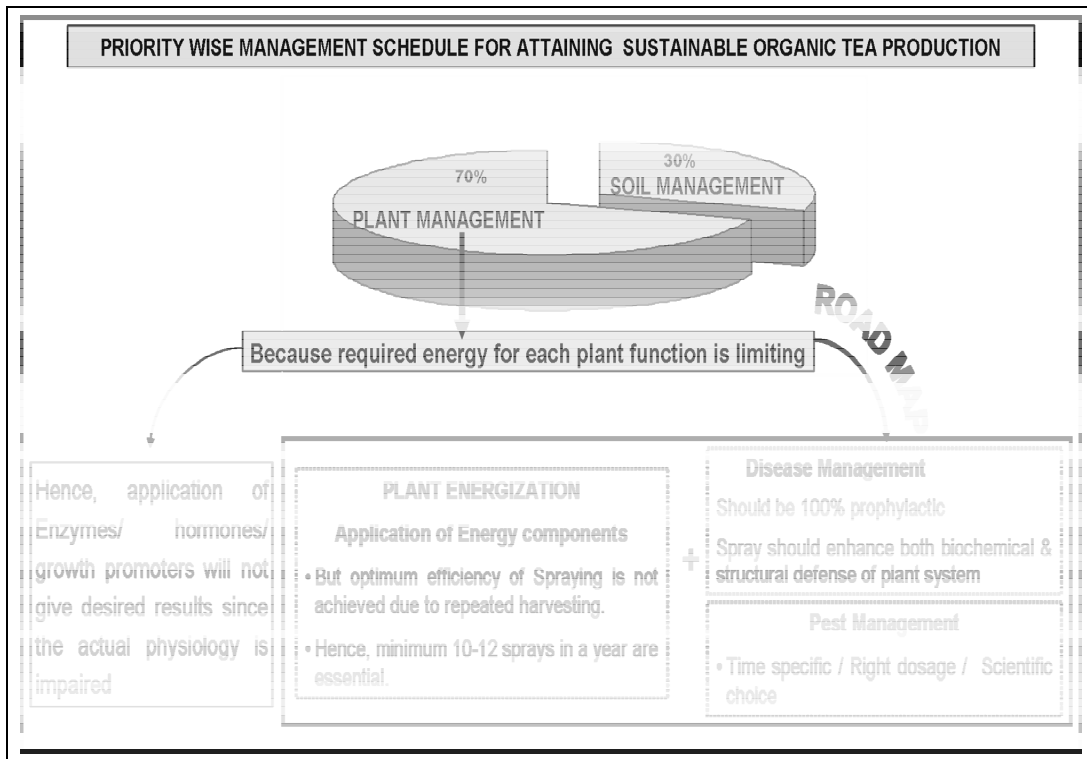 PRIORITY WISE MANAGEMENT SCHEDULE FOR ATTAINING SUSTAINABLE ORGANIC TEA PRODUCTION
70%
PLANT MANAGEMENT
30%
SOIL MANAGEMENT
ROAD MAP
Because required energy for each plant function is limiting
Hence, application of
Enzymes/ hormones/
growth promoters will not
give desired results since
the actual physiology is
impaired
PLANT ENERGIZATION
Application of Energy components
• But optimum efficiency of Spraying is not
achieved due to repeated harvesting.
• Hence, minimum 10-12 sprays in a year are
essential.
+
Disease Management
Should be 100% prophylactic
Spray should enhance both biochemical &
structural defense of plant system
Pest Management
• Time specific / Right dosage / Scientific
choice